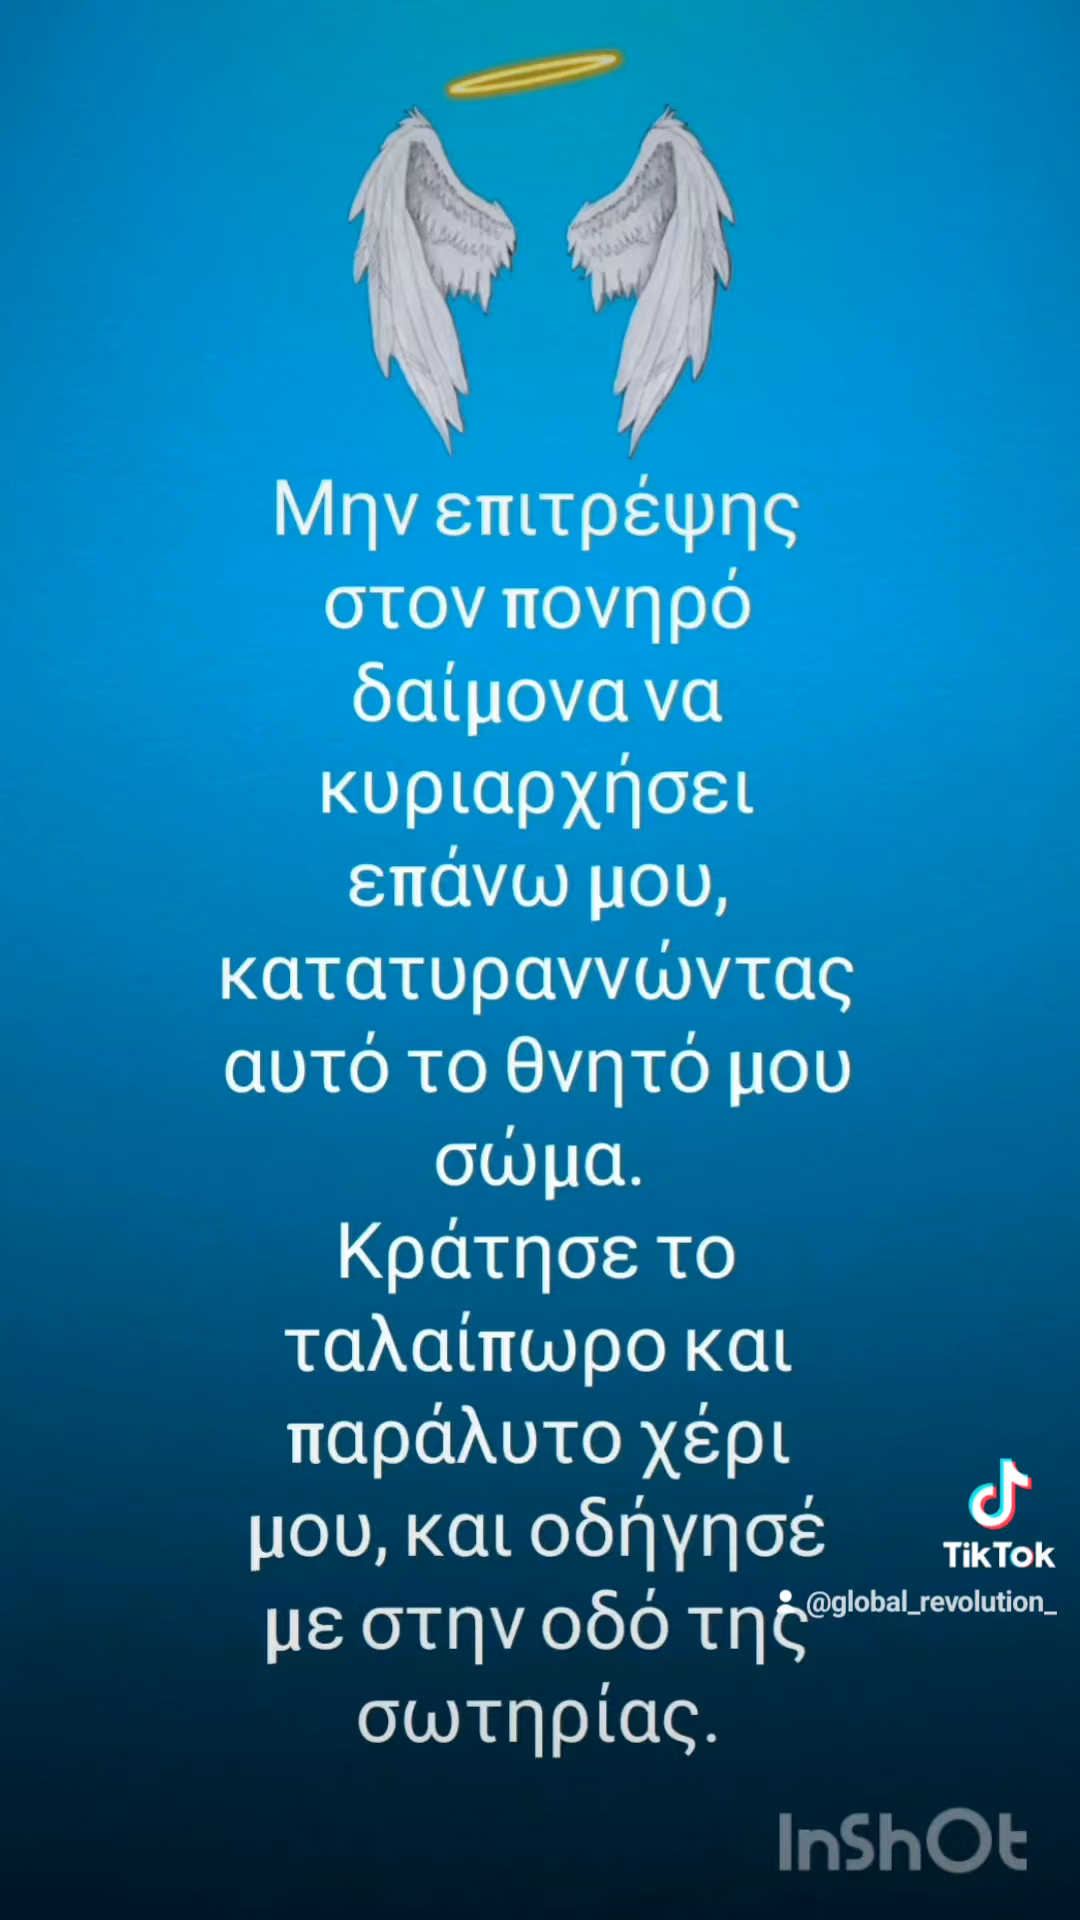 Μην επιτρέψης
στον πονηρό
δαίμονα να
κυριαρχήσει
επάνω μου,
κατατυραννώντας
αυτό το θνητό μου
σώμα.
Κράτησε το
ταλαίπωρο και
παράλυτο χέρι
μου, και οδήγησέ
με στην οδό της
σωτηρίας.
TikTok
@global_revolution_
InShOt